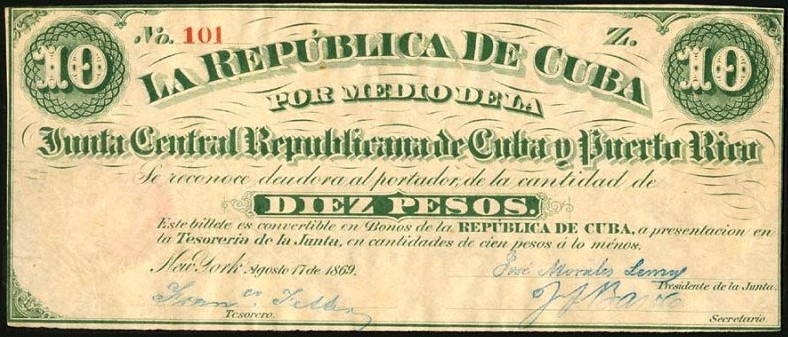 10 No. 101 Z. 10
LA REPÚBLICA DE CUBA
POR MEDIO DE LA
Junta Central Republicana de Cuba y Puerto Rico
Se reconoce deudora al portador, de la cantidad de
DIEZ PESOS.
Este billete es convertible en Bonos de la REPÚBLICA DE CUBA, a presentacion en
la Tesoreria de la Junta, en cantidades de cien pesos á lo ménos.
New York Agosto 17 de 1869.
José Morales Lemus
Presidente de la Junta
Tesorero.
Secretario.